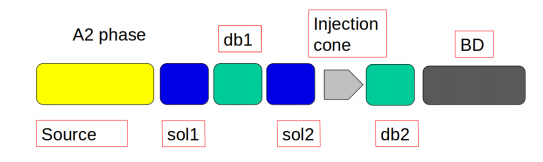 A2 phase
db1
Injection
cone
BD
Source
sol1
sol2
db2